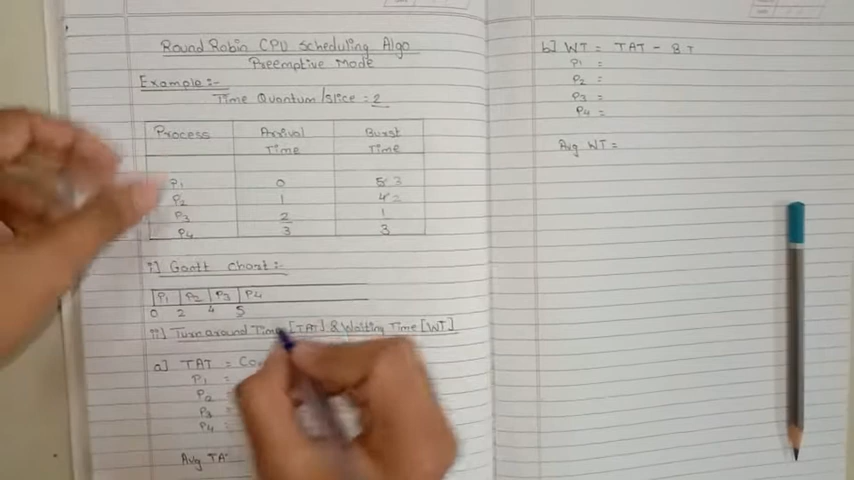 Round Robin CPU Scheduling Algo
Preemptive Mode
Example :-
Time Quantum/slice = 2
Process Arrival Time Burst Time
P1 0 5 3
P2 1 4 2
P3 2 1
P4 3 3
i] Gantt chart :-
P1 P2 P3 P4
0 2 4 5
ii] Turn around Time [TAT] & Waiting Time [WT]
a] TAT =
P1 =
P2
P3 =
P4
Avg
b] WT = TAT - BT
P1 =
P2 =
P3 =
P4 =
Avg WT =